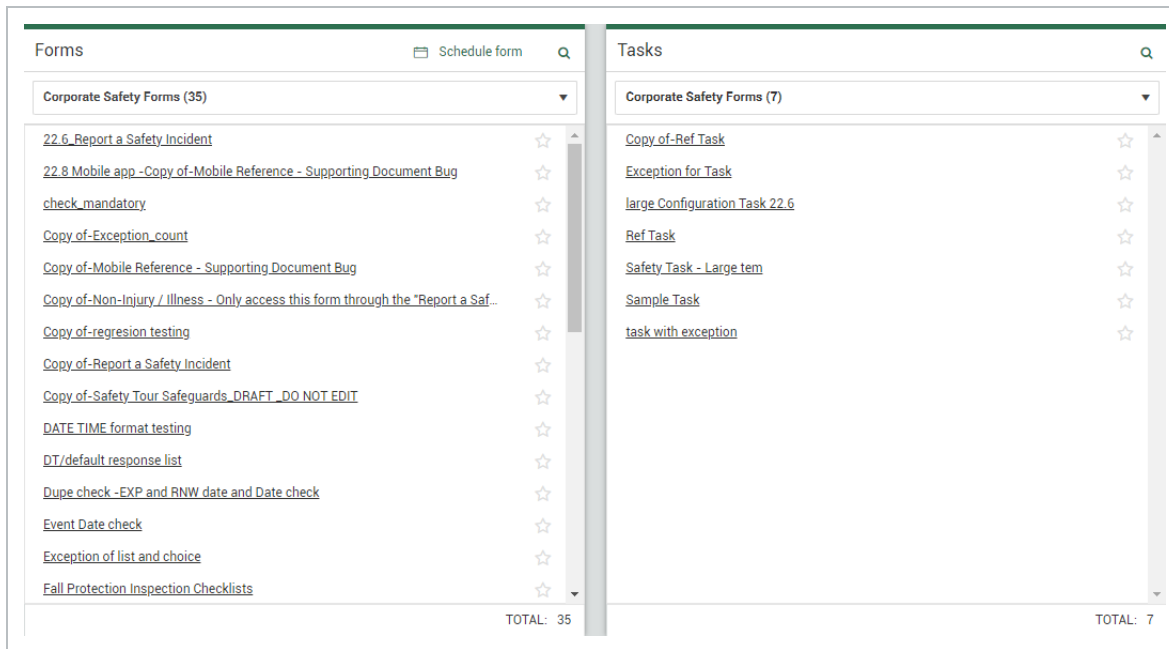 Forms
Schedule form
Corporate Safety Forms (35)
22.6_Report a Safety Incident
22.8 Mobile app -Copy of-Mobile Reference - Supporting Document Bug
check_mandatory
Copy of-Exception_count
Copy of-Mobile Reference - Supporting Document Bug
Copy of-Non-Injury / Illness - Only access this form through the "Report a Saf...
Copy of-regresion testing
Copy of-Report a Safety Incident
Copy of-Safety Tour Safeguards_DRAFT _DO NOT EDIT
DATE TIME format testing
DT/default response list
Dupe check -EXP and RNW date and Date check
Event Date check
Exception of list and choice
Fall Protection Inspection Checklists
TOTAL: 35
Tasks
Corporate Safety Forms (7)
Copy of-Ref Task
Exception for Task
large Configuration Task 22.6
Ref Task
Safety Task - Large tem
Sample Task
task with exception
TOTAL: 7